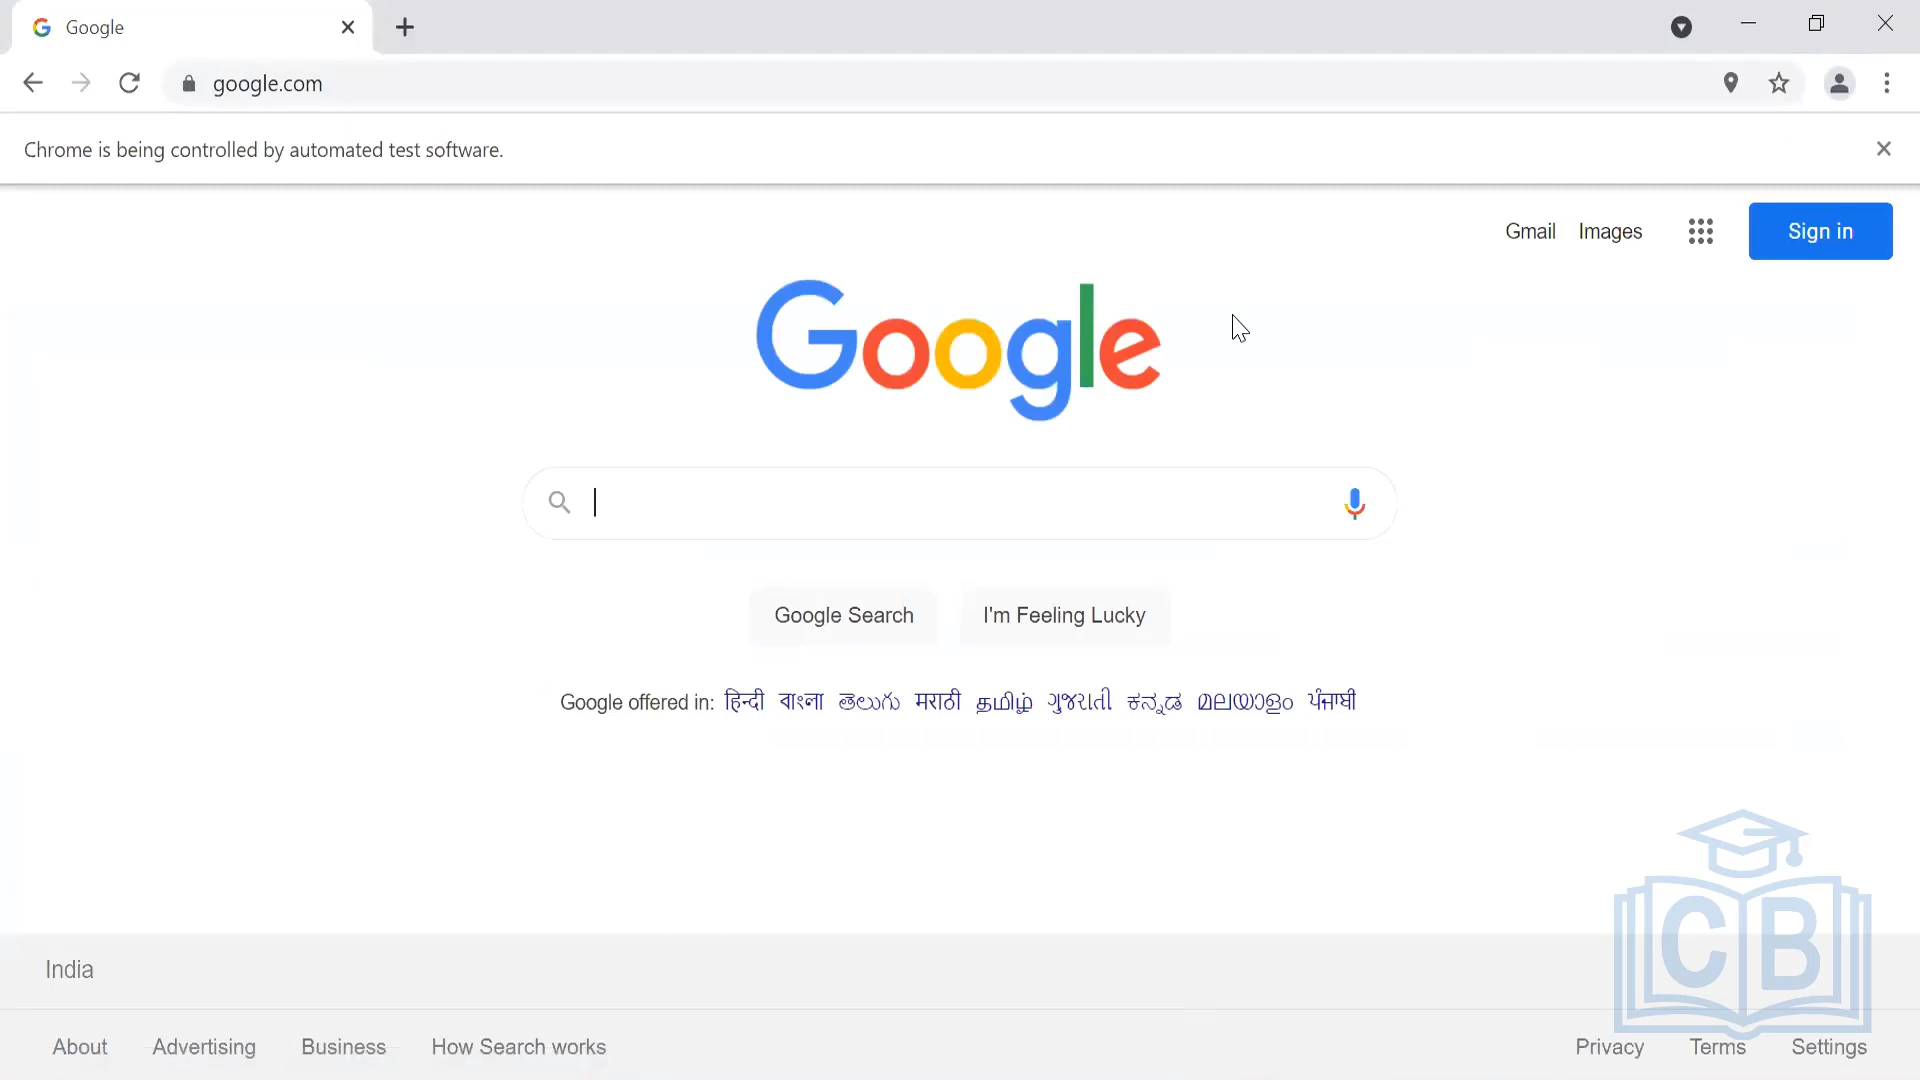 Google
google.com
Chrome is being controlled by automated test software.
Gmail Images Sign in
Google
Google Search I'm Feeling Lucky
Google offered in: हिन्दी বাংলা తెలుగు मराठी தமிழ் ગુજરાતી ಕನ್ನಡ മലയാളം ਪੰਜਾਬੀ
India
CB
About Advertising Business How Search works Privacy Terms Settings